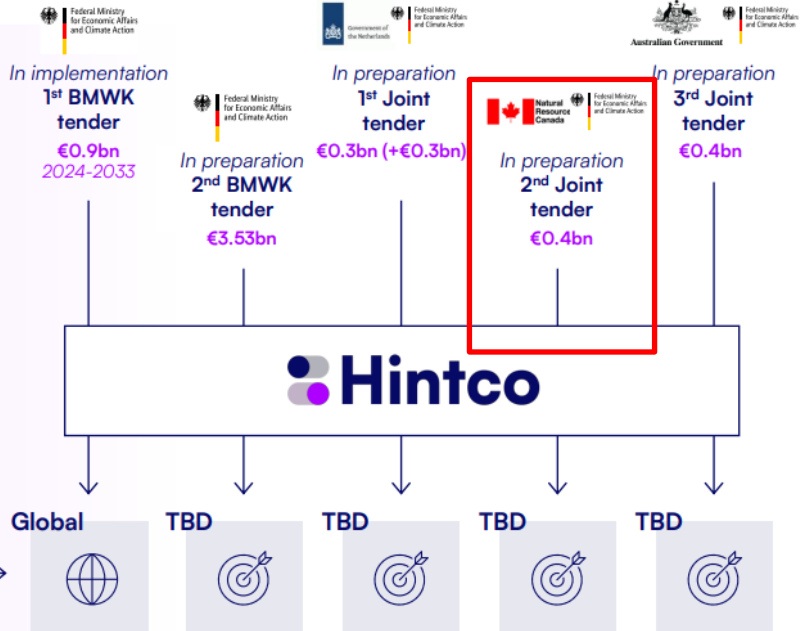 Federal Ministry
for Economic Affairs
and Climate Action
In implementation
1st BMWK
tender
€0.9bn
2024-2033
Federal Ministry
for Economic Affairs
and Climate Action
In preparation
2nd BMWK
tender
€3.53bn
Government of
the Netherlands
Federal Ministry
for Economic Affairs
and Climate Action
In preparation
1st Joint
tender
€0.3bn (+€0.3bn)
Natural
Resource
Canada
Federal Ministry
for Economic Affairs
and Climate Action
In preparation
2nd Joint
tender
€0.4bn
Australian Government
Federal Ministry
for Economic Affairs
and Climate Action
In preparation
3rd Joint
tender
€0.4bn
Hintco
Global
TBD
TBD
TBD
TBD